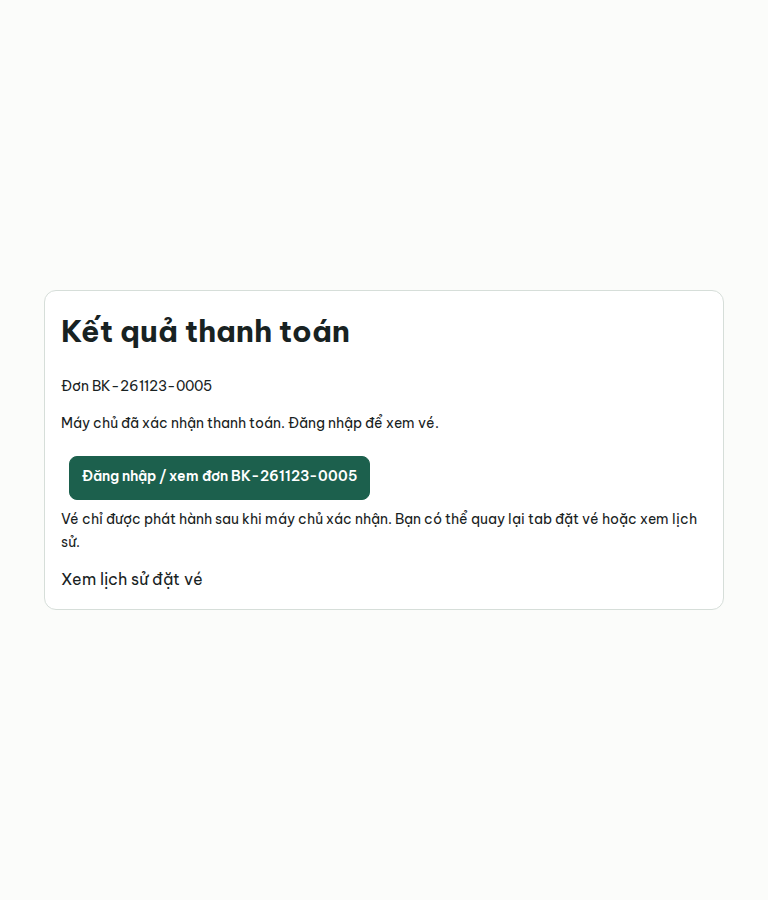 Kết quả thanh toán
Đơn BK-261123-0005
Máy chủ đã xác nhận thanh toán. Đăng nhập để xem vé.
Đăng nhập / xem đơn BK-261123-0005
Vé chỉ được phát hành sau khi máy chủ xác nhận. Bạn có thể quay lại tab đặt vé hoặc xem lịch
sử.
Xem lịch sử đặt vé